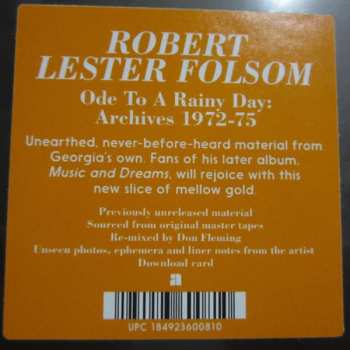 ROBERT
LESTER FOLSOM
Ode To A Rainy Day:
Archives 1972-75
Unearthed, never-before-heard material from
Georgia's own. Fans of his later album,
Music and Dreams, will rejoice with this
new slice of mellow gold.
Previously unreleased material
Sourced from original master tapes
Re-mixed by Don Fleming
Unseen photos, ephemera and liner notes from the artist
Download card
UPC 184923600810